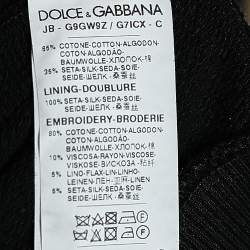 DOLCE & GABBANA
JB - G9GW9Z / G7ICX - C
65% COTONE-COTTON-ALGODON-
COTON-ALGODÃO-
BAUMWOLLE-ХЛОПОК-棉
35% SETA-SILK-SEDA-SOIE-
SEIDE-ШЕЛК-桑蚕丝
LINING-DOUBLURE
100% SETA-SILK-SEDA-SOIE-
SEIDE-ШЕЛК-桑蚕丝
EMBROIDERY-BRODERIE
80% COTONE-COTTON-ALGODON-
COTON-ALGODÃO-
BAUMWOLLE-ХЛОПОК-棉
10% VISCOSA-RAYON-VISCOSE-
VISKOSE-ВИСКОЗА-
5% LINO-FLAX-LIN-LINHO-
LEINEN-ЛЕН-亚麻-LINEN
5% SETA-SILK-SEDA-SOIE-
SEIDE-ШЕЛК-桑蚕丝